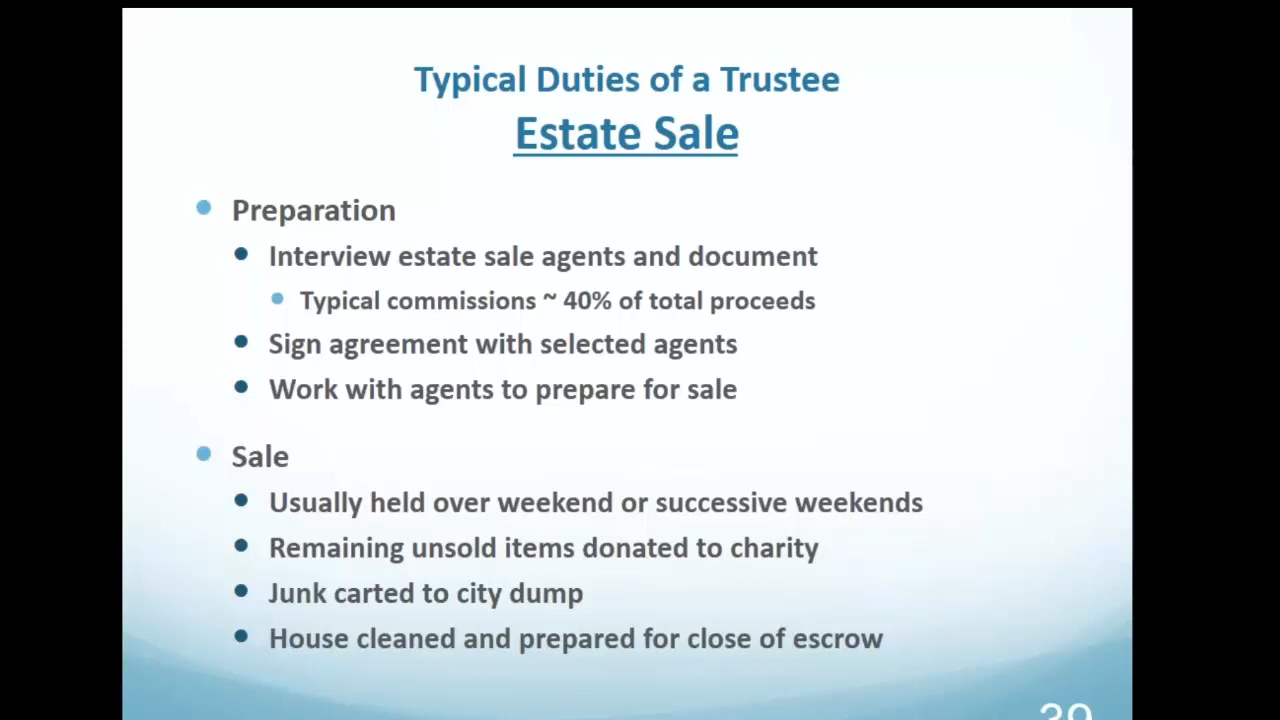 Typical Duties of a Trustee
Estate Sale
Preparation
Interview estate sale agents and document
Typical commissions ~ 40% of total proceeds
Sign agreement with selected agents
Work with agents to prepare for sale
Sale
Usually held over weekend or successive weekends
Remaining unsold items donated to charity
Junk carted to city dump
House cleaned and prepared for close of escrow
39